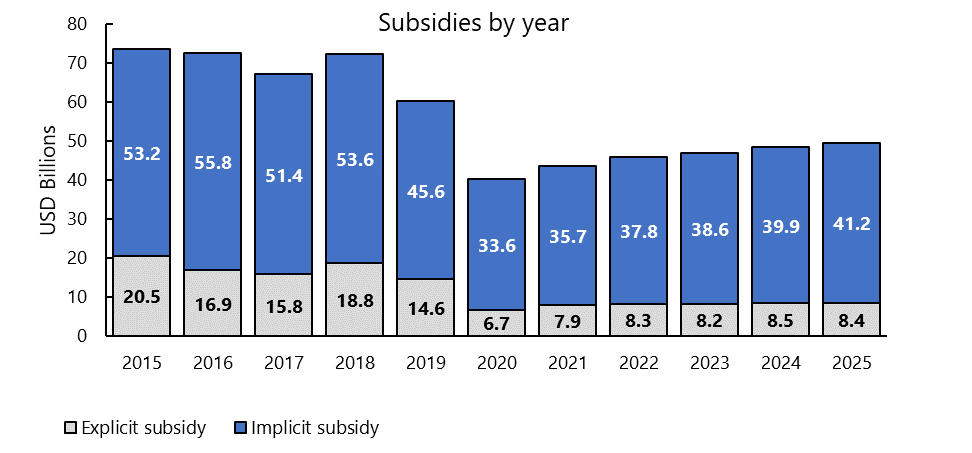 Subsidies by year
USD Billions
80
70
60
50
40
30
20
10
0
53.2 55.8 51.4 53.6 45.6 33.6 35.7 37.8 38.6 39.9 41.2
20.5 16.9 15.8 18.8 14.6 6.7 7.9 8.3 8.2 8.5 8.4
2015 2016 2017 2018 2019 2020 2021 2022 2023 2024 2025
Explicit subsidy Implicit subsidy